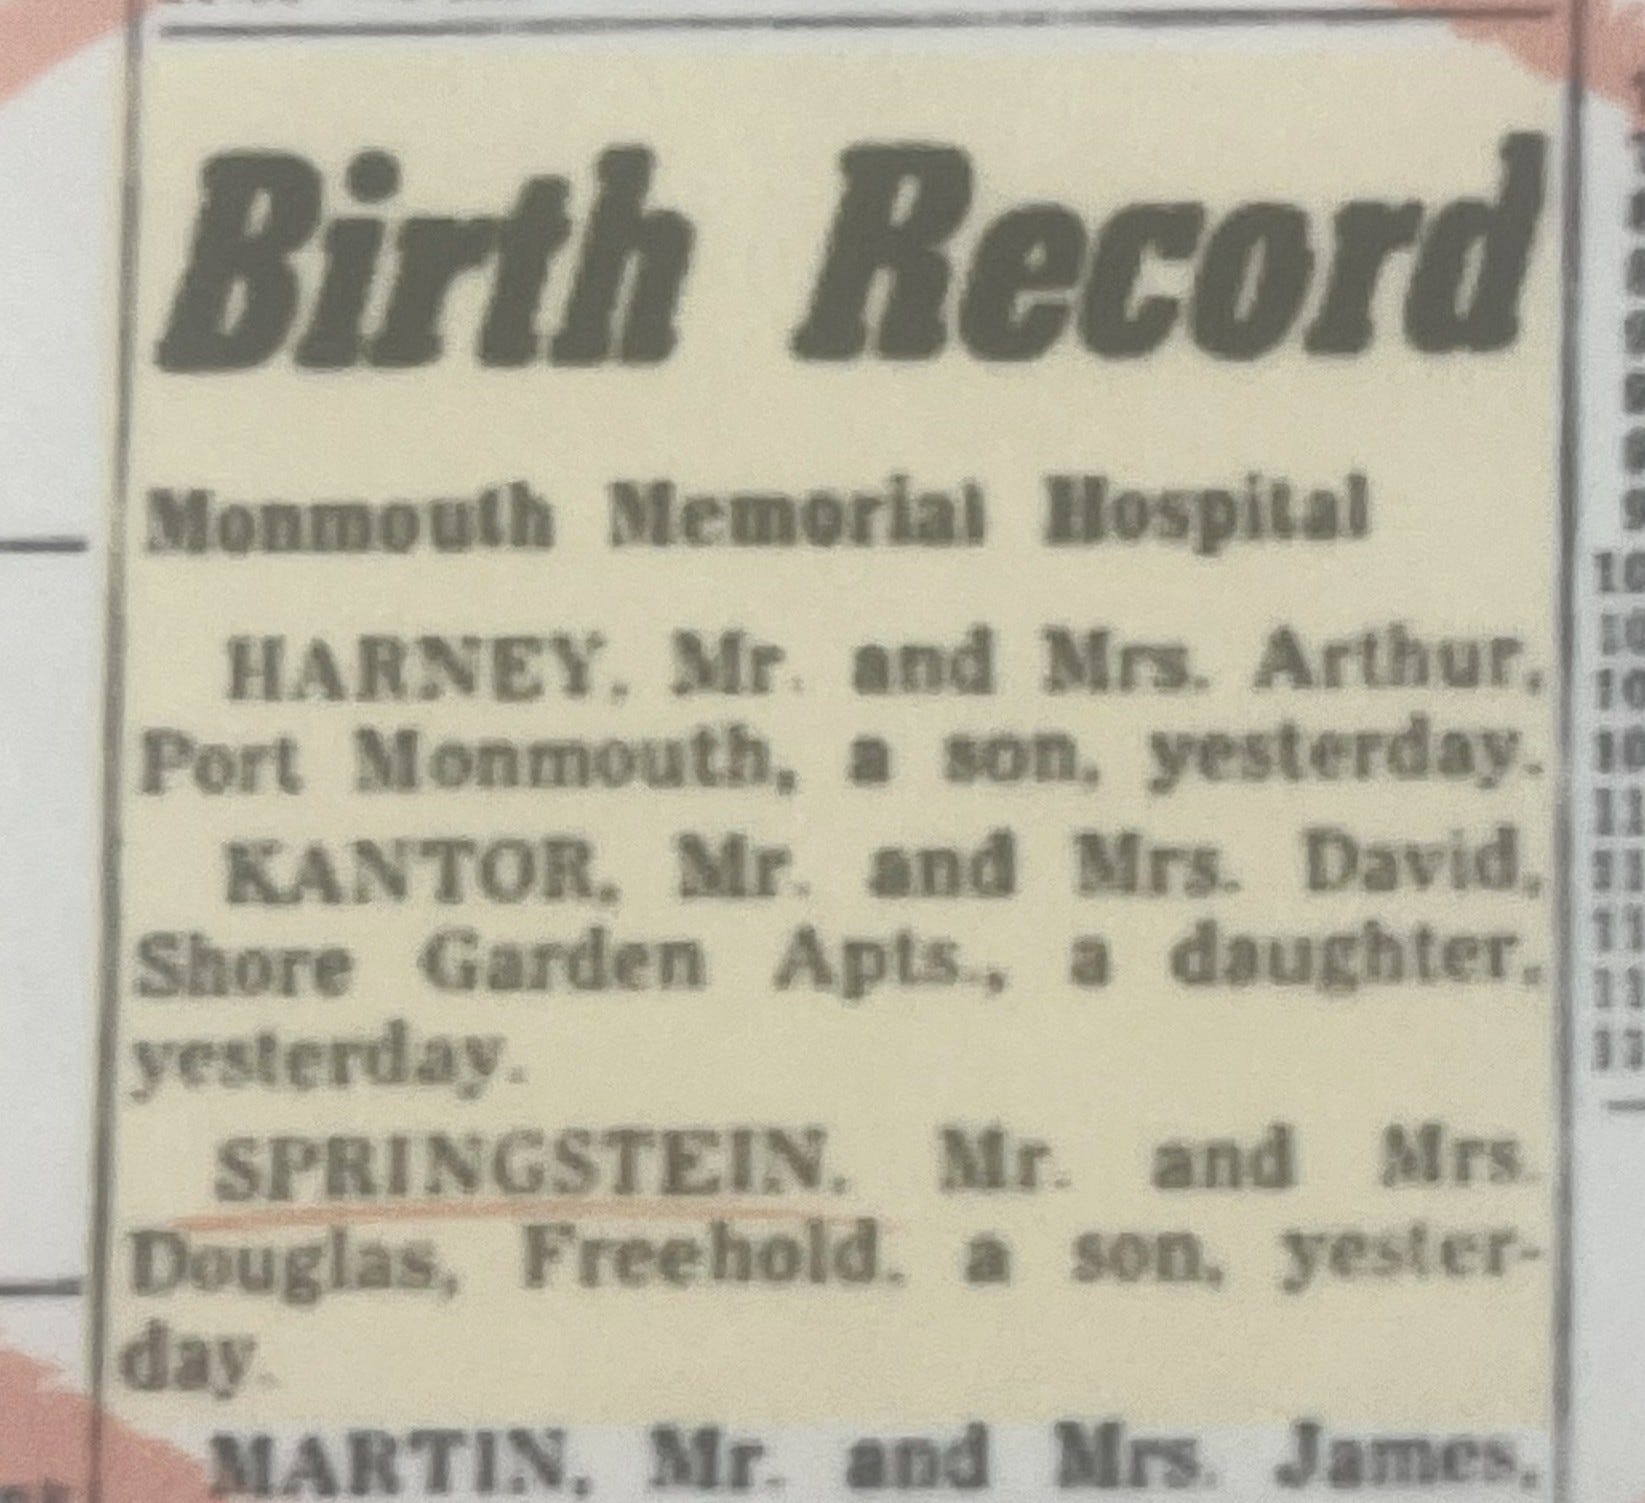 Birth Record
Monmouth Memorial Hospital
HARNEY, Mr. and Mrs. Arthur,
Port Monmouth, a son, yesterday.
KANTOR, Mr. and Mrs. David,
Shore Garden Apts., a daughter,
yesterday.
SPRINGSTEIN, Mr. and Mrs.
Douglas, Freehold, a son, yester-
day.
MARTIN, Mr. and Mrs. James,